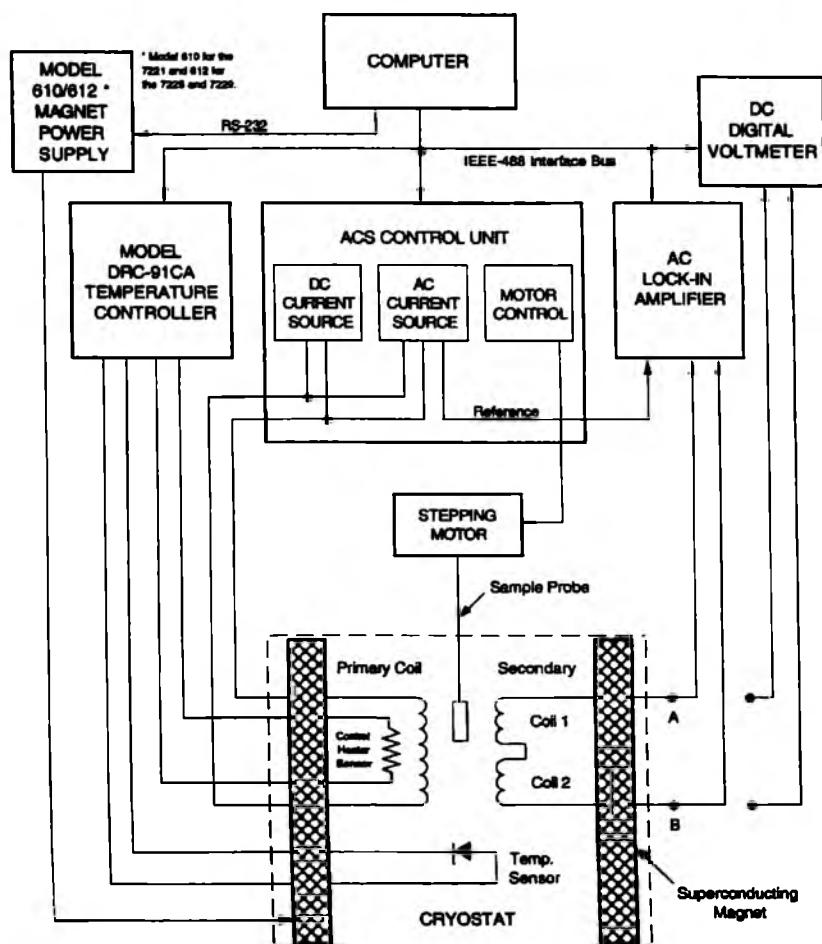 COMPUTER
MODEL
610/612 *
MAGNET
POWER
SUPPLY
* Model 610 for the
7221 and 612 for
the 7225 and 7229.
RS-232
DC
DIGITAL
VOLTMETER
IEEE-488 Interface Bus
MODEL
DRC-91CA
TEMPERATURE
CONTROLLER
ACS CONTROL UNIT
DC
CURRENT
SOURCE
AC
CURRENT
SOURCE
MOTOR
CONTROL
AC
LOCK-IN
AMPLIFIER
Reference
STEPPING
MOTOR
Sample Probe
Primary Coil
Secondary
Coil 1
Control
Heater
Sensor
Coil 2
A
B
Temp.
Sensor
Superconducting
Magnet
CRYOSTAT